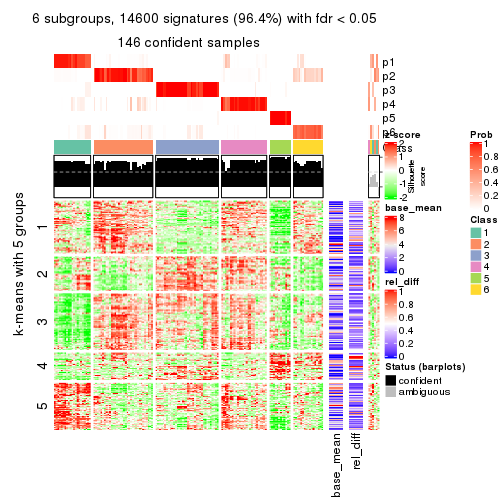 6 subgroups, 14600 signatures (96.4%) with fdr < 0.05
146 confident samples
p1
p2
p3
p4
p5
p6
Class
Silhouette
score
z-score
2
1
0
-1
-2
Prob
1
0.8
0.6
0.4
0.2
0
base_mean
8
6
4
2
0
Class
1
2
3
4
5
6
rel_diff
1
0.8
0.6
0.4
0.2
0
Status (barplots)
confident
ambiguous
k-means with 5 groups
1
2
3
4
5
base_mean
rel_diff